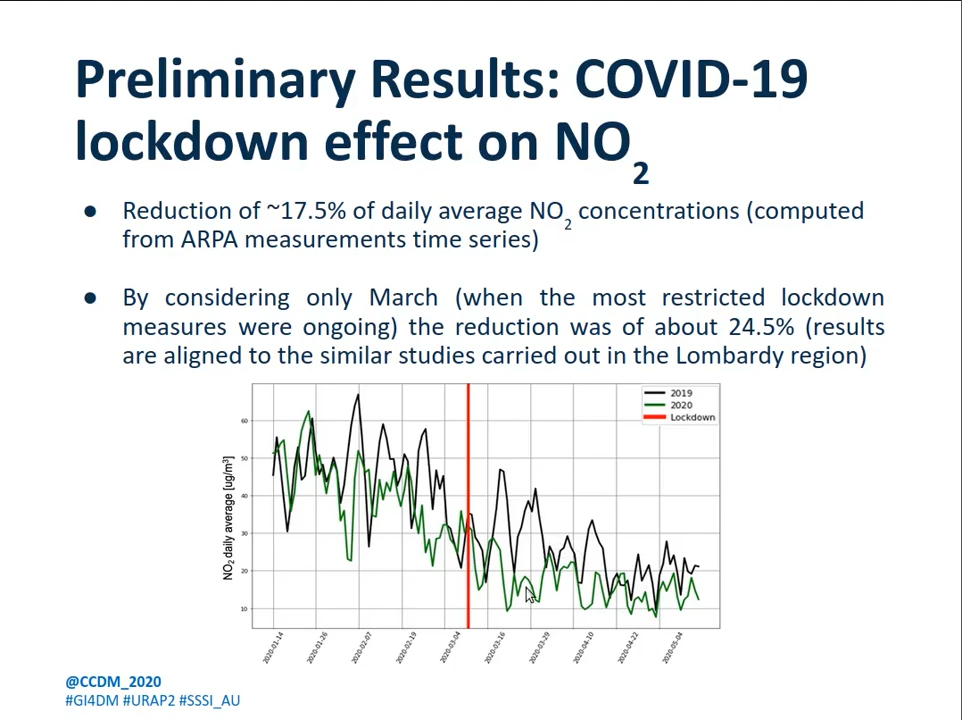 Preliminary Results: COVID-19
lockdown effect on NO2
● Reduction of ~17.5% of daily average NO2 concentrations (computed
from ARPA measurements time series)
● By considering only March (when the most restricted lockdown
measures were ongoing) the reduction was of about 24.5% (results
are aligned to the similar studies carried out in the Lombardy region)
2019
2020
Lockdown
NO2 daily average [ug/m³]
60
50
40
30
20
10
2020-01-14
2020-01-26
2020-02-07
2020-02-19
2020-03-04
2020-03-16
2020-03-29
2020-04-10
2020-04-22
2020-05-04
@CCDM_2020
#GI4DM #URAP2 #SSSI_AU